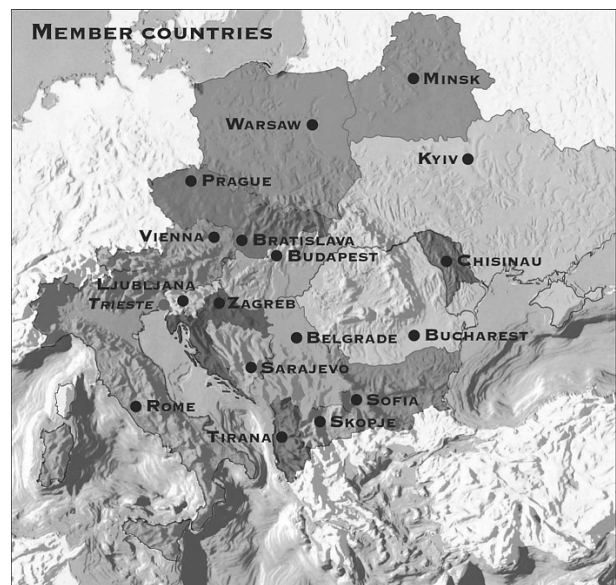 MEMBER COUNTRIES
MINSK
WARSAW
KYIV
PRAGUE
VIENNA
BRATISLAVA
BUDAPEST
CHISINAU
LJUBLJANA
TRIESTE
ZAGREB
BELGRADE
BUCHAREST
SARAJEVO
ROME
SOFIA
SKOPJE
TIRANA